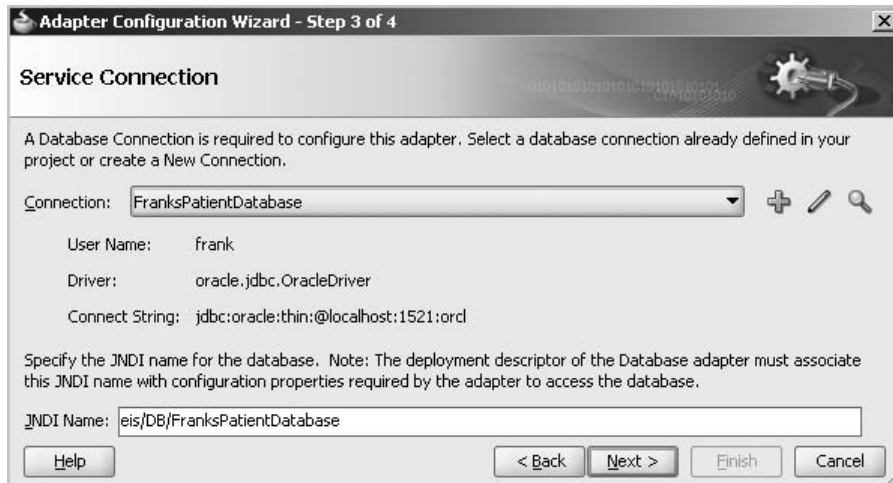 Adapter Configuration Wizard - Step 3 of 4
Service Connection
A Database Connection is required to configure this adapter. Select a database connection already defined in your
project or create a New Connection.
Connection: FranksPatientDatabase
User Name: frank
Driver: oracle.jdbc.OracleDriver
Connect String: jdbc:oracle:thin:@localhost:1521:orcl
Specify the JNDI name for the database. Note: The deployment descriptor of the Database adapter must associate
this JNDI name with configuration properties required by the adapter to access the database.
JNDI Name: eis/DB/FranksPatientDatabase
Help < Back Next > Finish Cancel